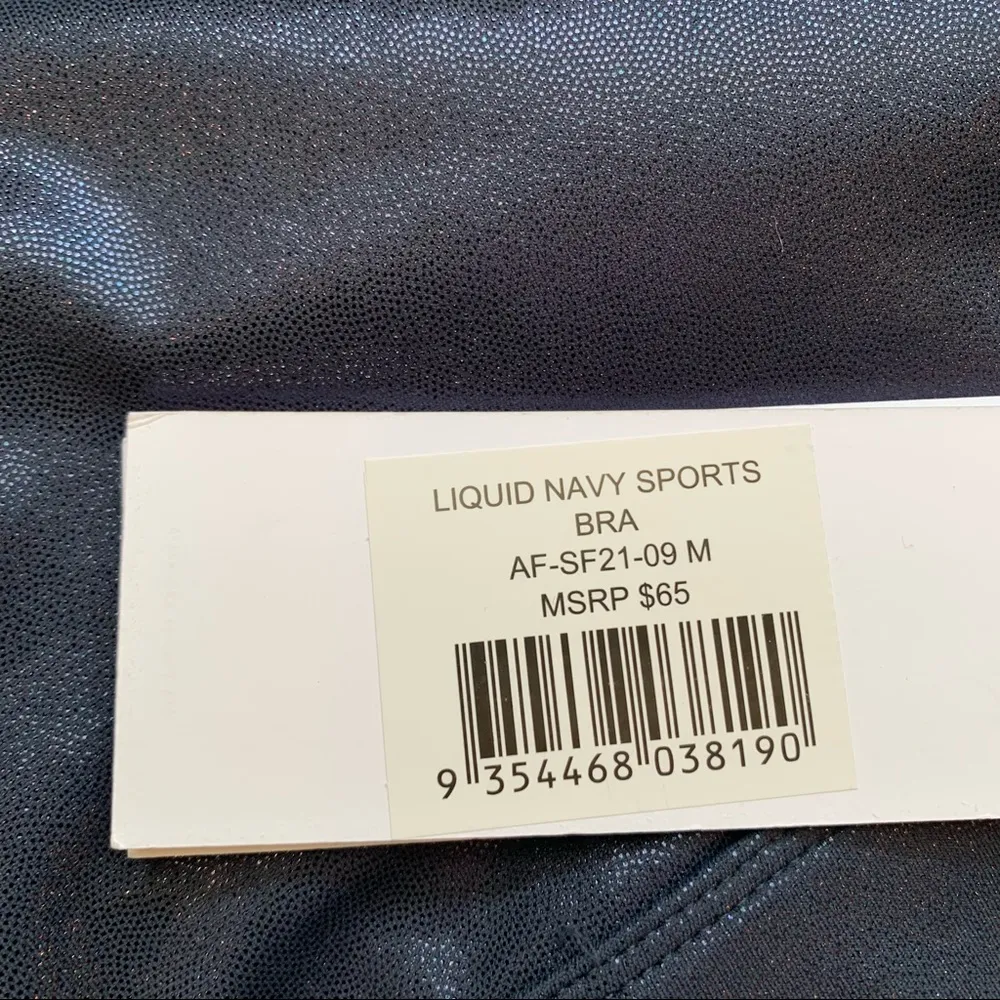 LIQUID NAVY SPORTS
BRA
AF-SF21-09 M
MSRP $65
9 354468 038190